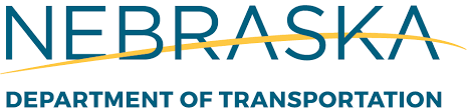 NEBRASKA
DEPARTMENT OF TRANSPORTATION